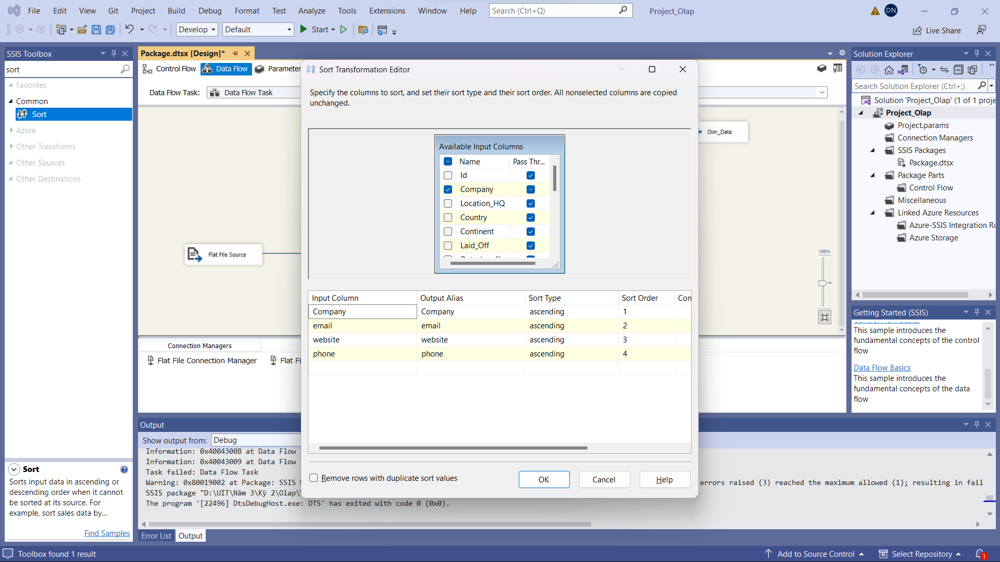 File Edit View Git Project Build Debug Format Test Analyze Tools Extensions Window Help Search (Ctrl+Q) Project_Olap DN
Develop Default Start Live Share
SSIS Toolbox
sort
Favorites
Common
Sort
Azure
Other Transforms
Other Sources
Other Destinations
Sort
Sorts input data in ascending or
descending order when it cannot
be sorted at its source. For
example, sort sales data by...
Find Samples
Package.dtsx [Design]*
Control Flow Data Flow Parameter
Data Flow Task: Data Flow Task
Flat File Source
Dim_Date
100%
Connection Managers
Flat File Connection Manager Flat Fi
Sort Transformation Editor
Specify the columns to sort, and set their sort type and their sort order. All nonselected columns are copied
unchanged.
Available Input Columns
Name Pass Thr...
Id
Company
Location_HQ
Country
Continent
Laid_Off
Input Column Output Alias Sort Type Sort Order Con
Company Company ascending 1
email email ascending 2
website website ascending 3
phone phone ascending 4
Remove rows with duplicate sort values
OK Cancel Help
Output
Show output from: Debug
Information: 0x4004300B at Data Flow
Information: 0x40043009 at Data Flow
Task failed: Data Flow Task
Warning: 0x80019002 at Package: SSIS errors raised (3) reached the maximum allowed (1); resulting in fail
SSIS package "D:\UIT\Năm 3\Kỳ 2\Olap\
The program '[22496] DtsDebugHost.exe: DTS' has exited with code 0 (0x0).
Error List Output
Solution Explorer
Search Solution Explorer (Ctrl+;)
Solution 'Project_Olap' (1 of 1 proje
Project_Olap
Project.params
Connection Managers
SSIS Packages
Package.dtsx
Package Parts
Control Flow
Miscellaneous
Linked Azure Resources
Azure-SSIS Integration Ru
Azure Storage
Getting Started (SSIS)
This sample introduces the
fundamental concepts of the control
flow
Data Flow Basics
This sample introduces the
fundamental concepts of the data
flow
Toolbox found 1 result Add to Source Control Select Repository 1